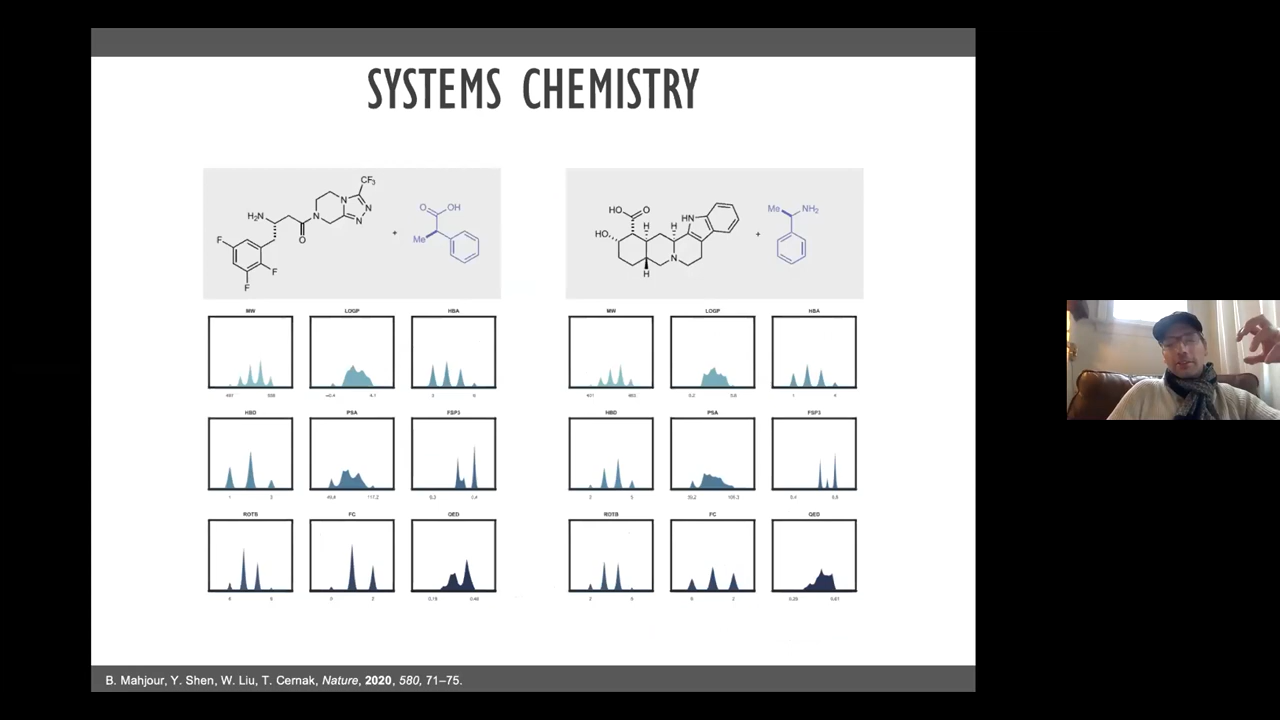 SYSTEMS CHEMISTRY
CF3
H2N
N
N
N
N
O
F
F
F
+
O
OH
Me
HO
O
HO
H
H
H
HN
N
+
Me
NH2
MW
LOGP
HBA
MW
LOGP
HBA
HBD
PSA
FSP3
HBD
PSA
FSP3
ROTB
FC
QED
ROTB
FC
QED
B. Mahjour, Y. Shen, W. Liu, T. Cernak, Nature, 2020, 580, 71–75.